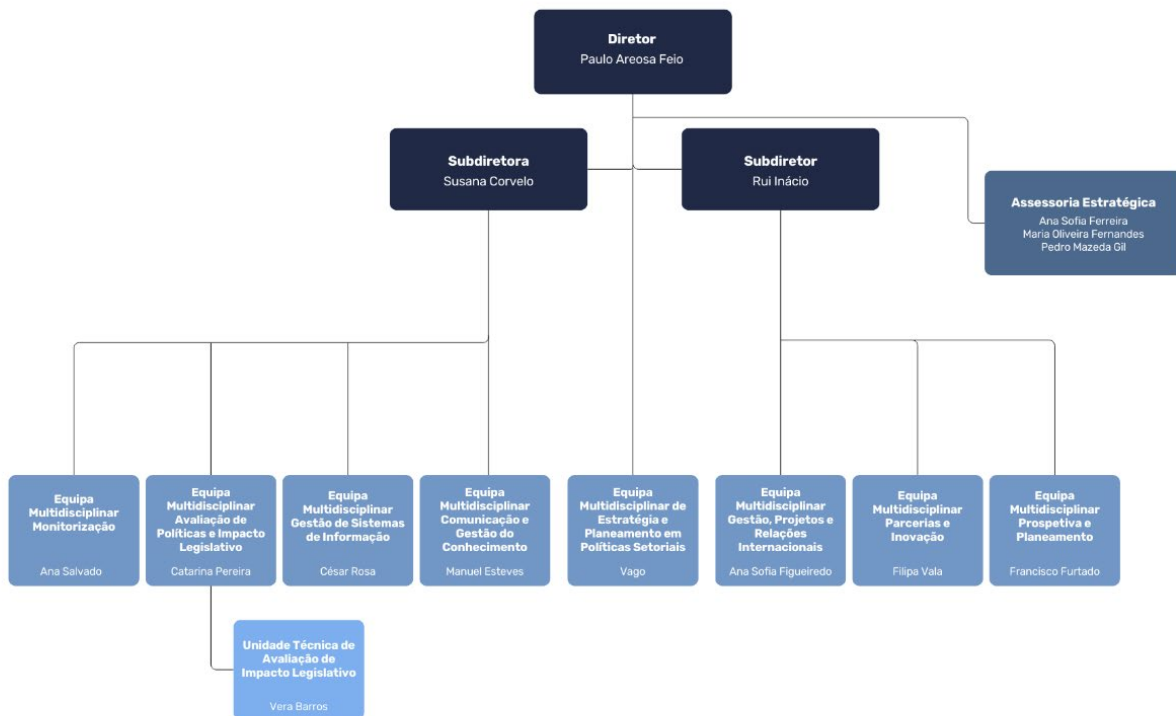 Diretor
Paulo Areosa Feio
Subdiretora
Susana Corvelo
Subdiretor
Rui Inácio
Assessoria Estratégica
Ana Sofia Ferreira
Maria Oliveira Fernandes
Pedro Mazeda Gil
Equipa
Multidisciplinar
Monitorização
Ana Salvado
Equipa
Multidisciplinar
Avaliação de
Políticas e Impacto
Legislativo
Catarina Pereira
Equipa
Multidisciplinar
Gestão de Sistemas
de Informação
César Rosa
Equipa
Multidisciplinar
Comunicação e
Gestão do
Conhecimento
Manuel Esteves
Equipa
Multidisciplinar de
Estratégia e
Planeamento em
Políticas Setoriais
Vago
Equipa
Multidisciplinar
Gestão, Projetos e
Relações
Internacionais
Ana Sofia Figueiredo
Equipa
Multidisciplinar
Parcerias e
Inovação
Filipa Vala
Equipa
Multidisciplinar
Prospetiva e
Planeamento
Francisco Furtado
Unidade Técnica de
Avaliação de
Impacto Legislativo
Vera Barros